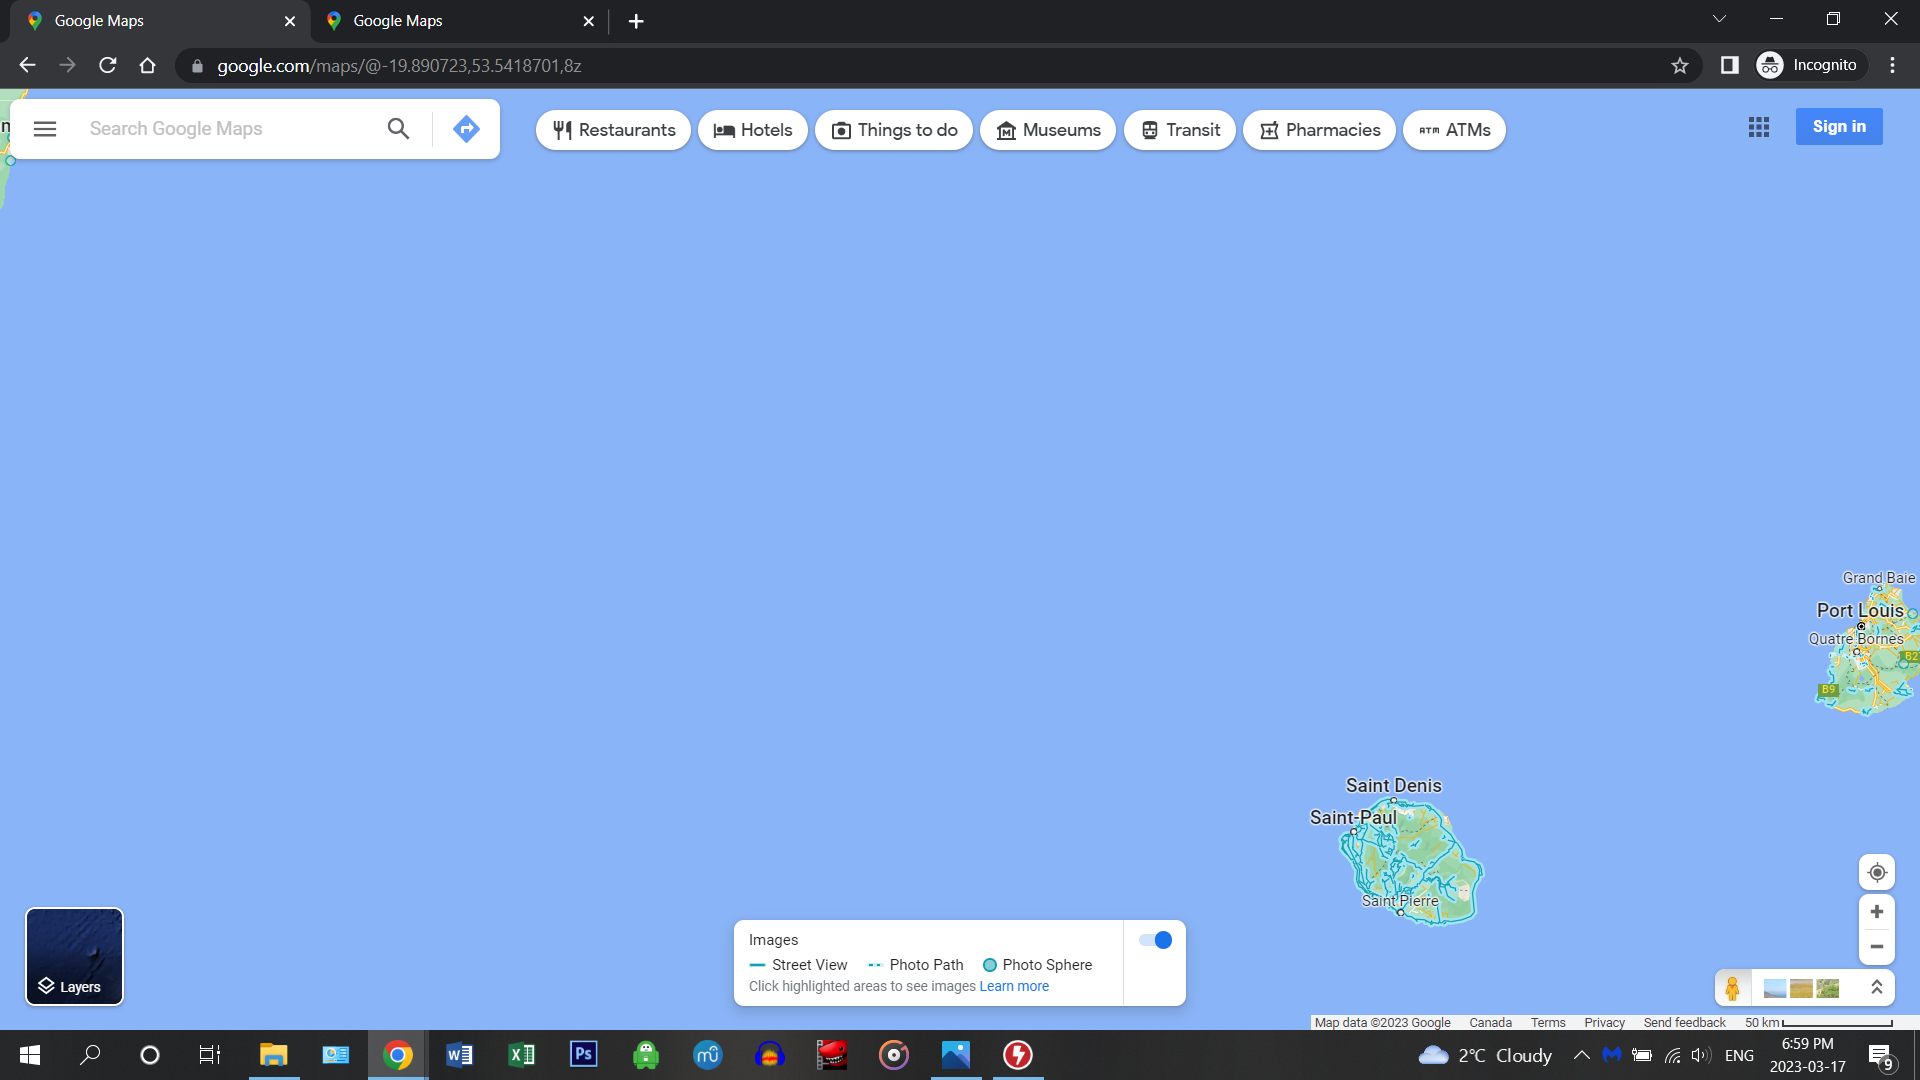 Google Maps
Google Maps
google.com/maps/@-19.890723,53.5418701,8z
Incognito
Search Google Maps
Restaurants
Hotels
Things to do
Museums
Transit
Pharmacies
ATM ATMs
Sign in
Grand Baie
Port Louis
Quatre Bornes
B2
B9
Saint Denis
Saint-Paul
Saint Pierre
Layers
Images
Street View
Photo Path
Photo Sphere
Click highlighted areas to see images Learn more
Map data ©2023 Google Canada Terms Privacy Send feedback 50 km
Ps
2°C Cloudy
ENG
6:59 PM
2023-03-17
9